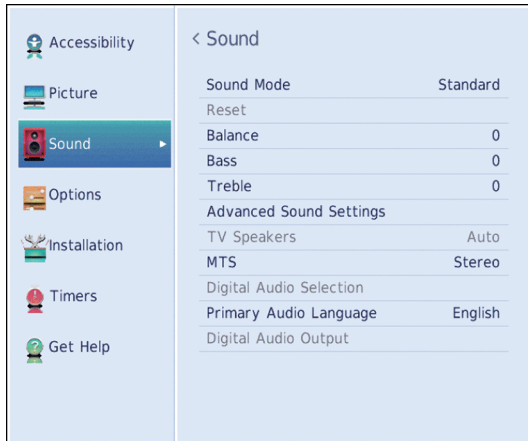 Accessibility
Picture
Sound
Options
Installation
Timers
Get Help
< Sound
Sound Mode Standard
Reset
Balance 0
Bass 0
Treble 0
Advanced Sound Settings
TV Speakers Auto
MTS Stereo
Digital Audio Selection
Primary Audio Language English
Digital Audio Output